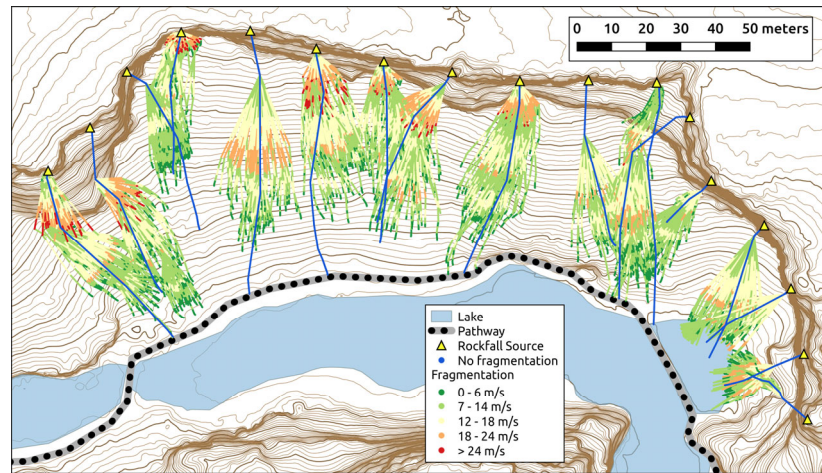 0 10 20 30 40 50 meters
Lake
Pathway
Rockfall Source
No fragmentation
Fragmentation
0 - 6 m/s
7 - 14 m/s
12 - 18 m/s
18 - 24 m/s
> 24 m/s